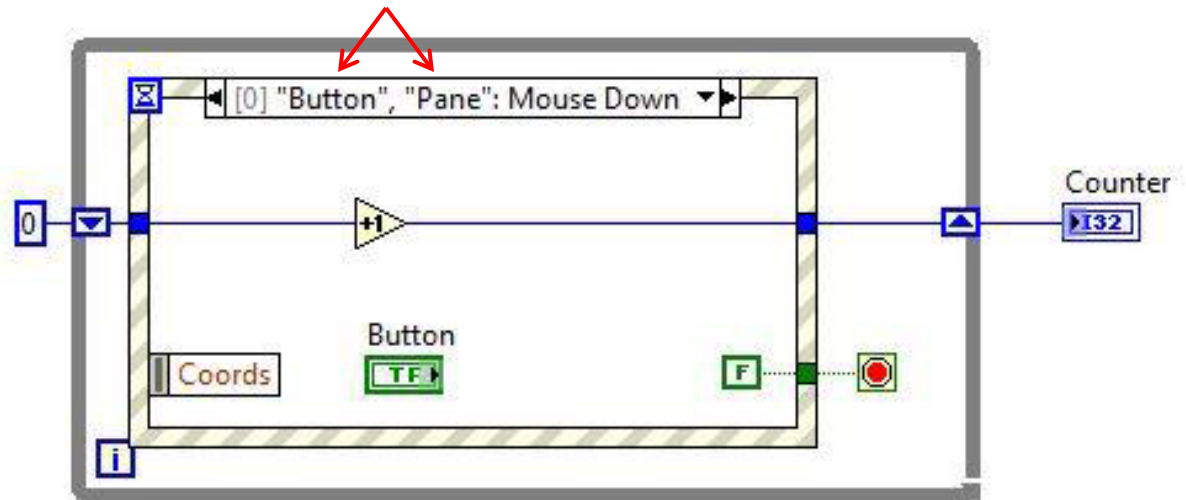 [0] "Button", "Pane": Mouse Down
Counter
0
+1
I32
Button
Coords
TF
F
i